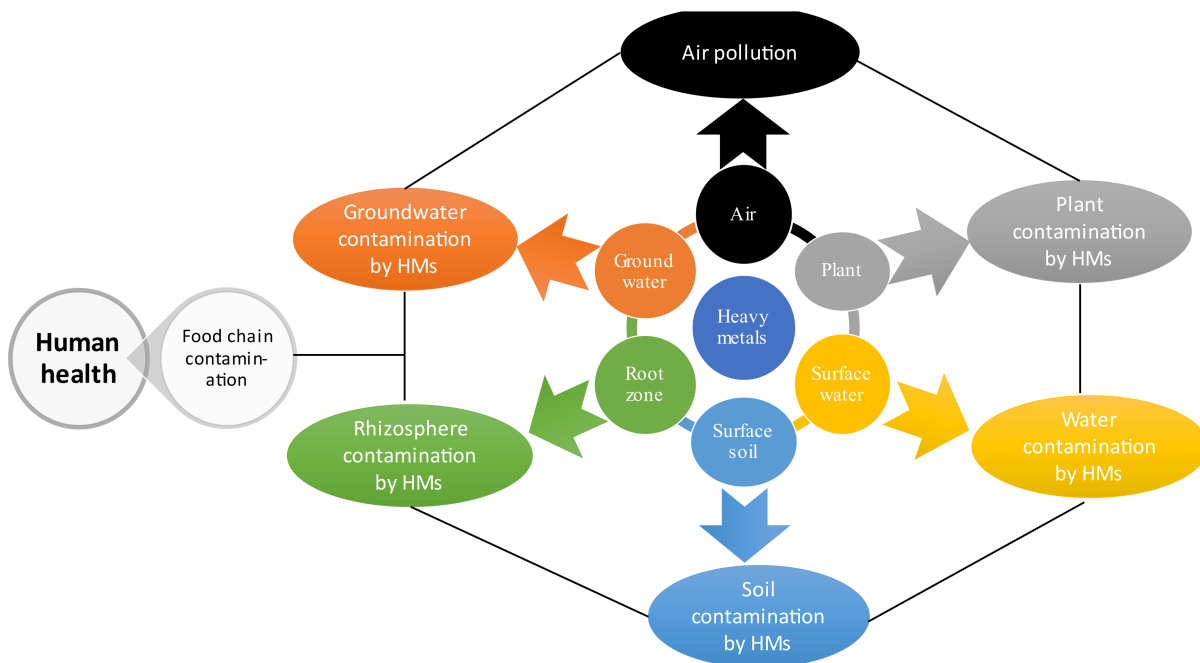 Air pollution
Groundwater
contamination
by HMs
Plant
contamination
by HMs
Air
Ground
water
Plant
Heavy
metals
Human
health
Food chain
contamin-
ation
Root
zone
Surface
water
Surface
soil
Rhizosphere
contamination
by HMs
Water
contamination
by HMs
Soil
contamination
by HMs